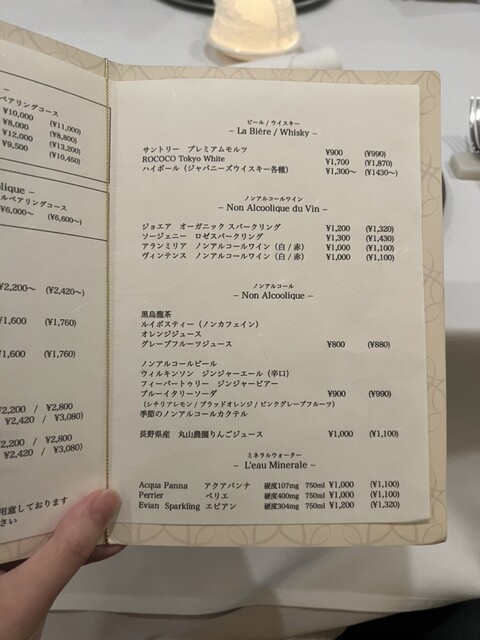 ペアリングコース
¥10,000 (¥11,000)
¥8,000 (¥8,800)
¥12,000 (¥13,200)
¥9,500 (¥10,450)
olique –
ルペアリングコース
¥6,000～ (¥6,600~)
¥2,200～ (¥2,420~)
¥1,600 (¥1,760)
¥1,600 (¥1,760)
¥2,200 / ¥2,800
¥2,420 / ¥3,080)
¥2,200 / ¥2,800
¥2,420 / ¥3,080)
用意しております
さい
ビール / ウイスキー
– La Bière / Whisky –
サントリー プレミアムモルツ ¥900 (¥990)
ROCOCO Tokyo White ¥1,700 (¥1,870)
ハイボール（ジャパニーズウイスキー各種） ¥1,300～ (¥1430～)
ノンアルコールワイン
– Non Alcoolique du Vin –
ジョエア オーガニック スパークリング ¥1,200 (¥1,320)
ソージェニー ロゼスパークリング ¥1,300 (¥1,430)
アランミリア ノンアルコールワイン（白 / 赤） ¥1,000 (¥1,100)
ヴィンテンス ノンアルコールワイン（白 / 赤） ¥1,000 (¥1,100)
ノンアルコール
– Non Alcoolique –
黒烏龍茶
ルイボスティー（ノンカフェイン）
オレンジジュース
グレープフルーツジュース ¥800 (¥880)
ノンアルコールビール
ウィルキンソン ジンジャーエール（辛口）
フィーバートゥリー ジンジャービアー
ブルーイタリーソーダ ¥900 (¥990)
（シチリアレモン / ブラッドオレンジ / ピンクグレープフルーツ）
季節のノンアルコールカクテル
長野県産 丸山農園りんごジュース ¥1,000 (¥1,100)
ミネラルウォーター
– L'eau Minerale –
Acqua Panna アクアパンナ 硬度107mg 750ml ¥1,000 (¥1,100)
Perrier ペリエ 硬度400mg 750ml ¥1,000 (¥1,100)
Evian Sparkling エビアン 硬度304mg 750ml ¥1,200 (¥1,320)